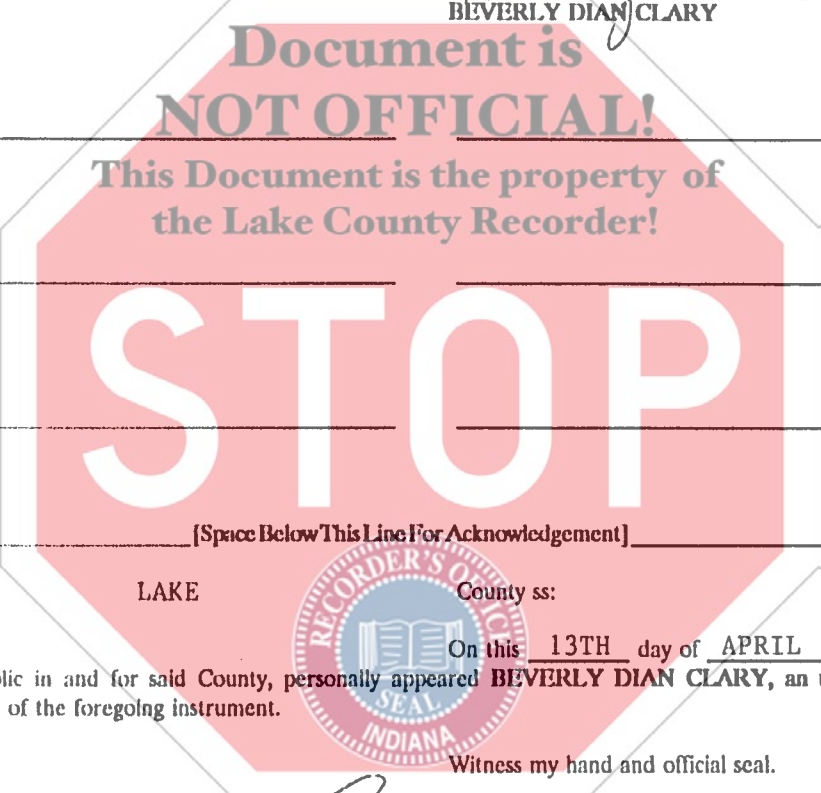 BEVERLY DIAN CLARY
Document is
NOT OFFICIAL!
This Document is the property of
the Lake County Recorder!
STOP
[Space Below This Line For Acknowledgement]
LAKE County ss:
RECORDER'S OFFICE
SEAL
INDIANA
On this 13TH day of APRIL
lic in and for said County, personally appeared BEVERLY DIAN CLARY, an u
of the foregoing instrument.
Witness my hand and official seal.